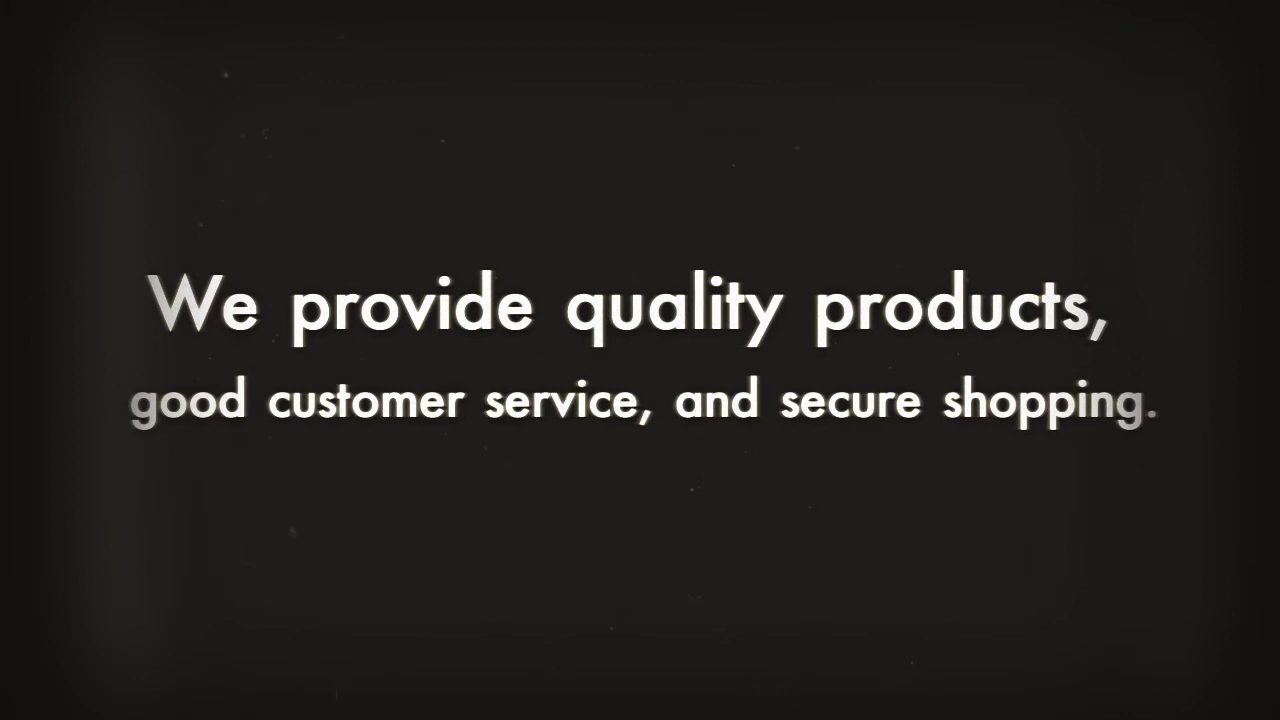 We provide quality products,
good customer service, and secure shopping.